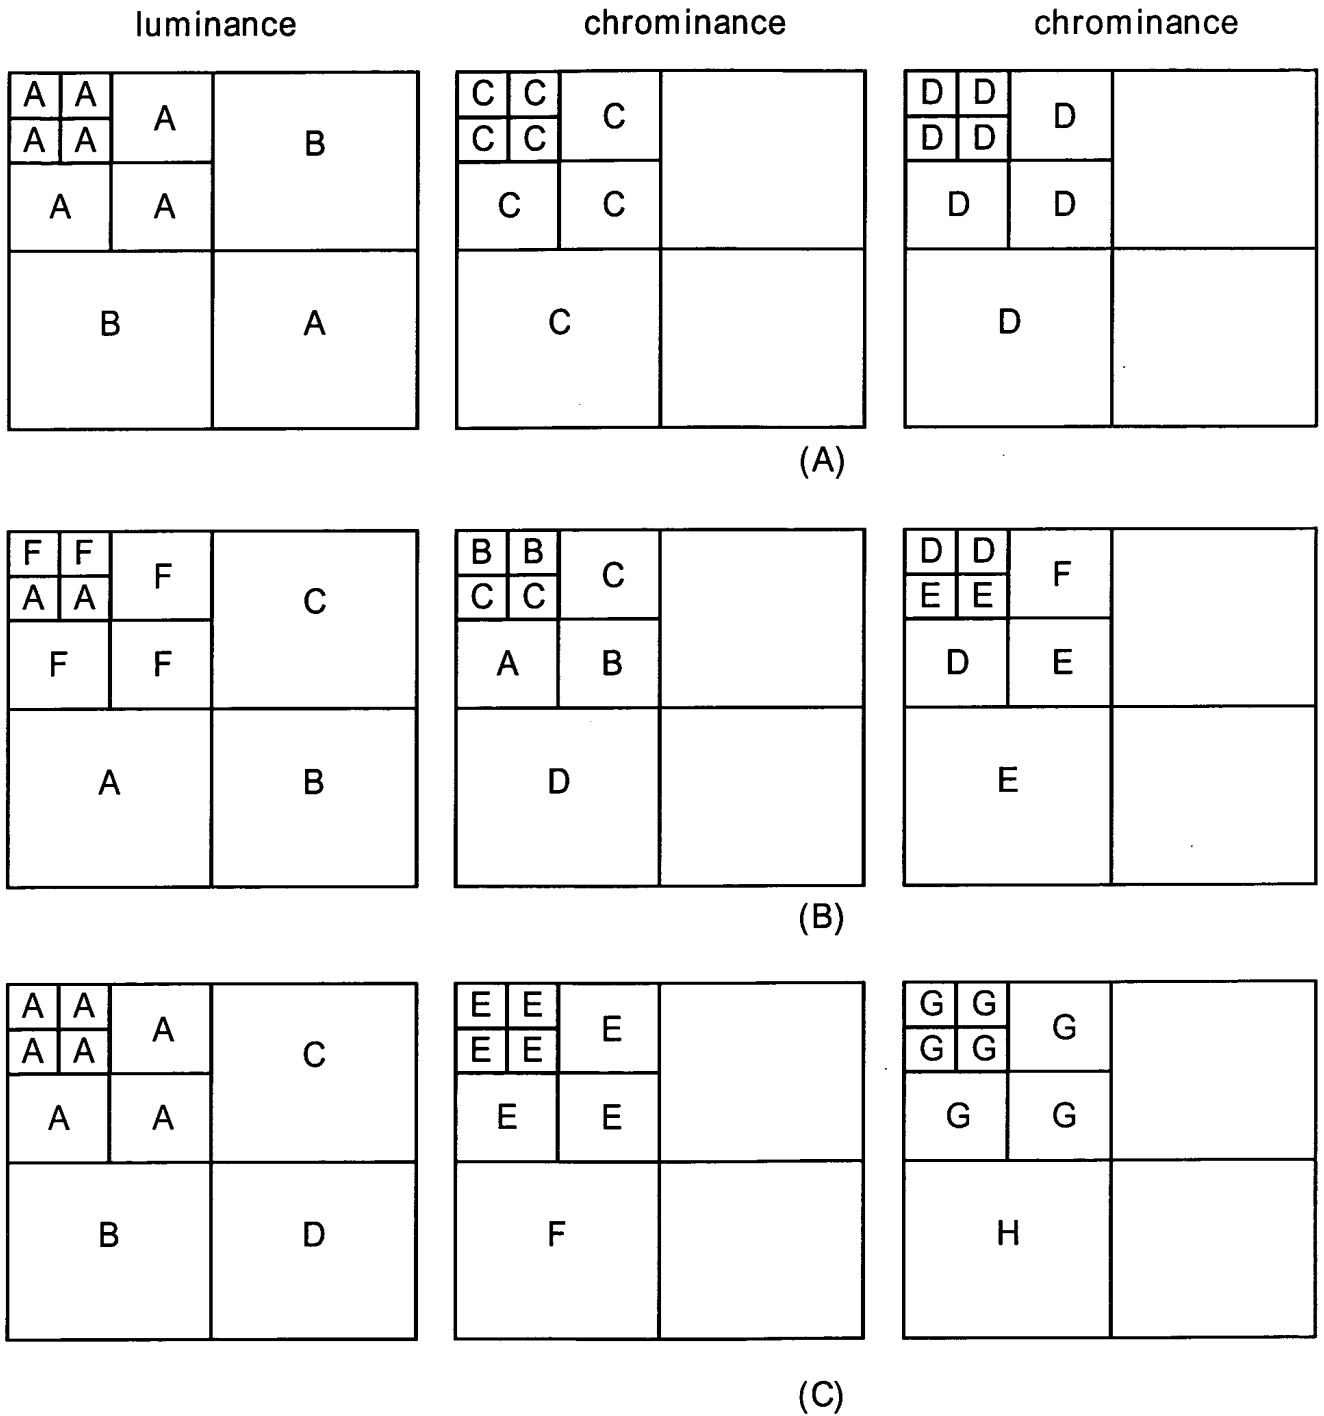 luminance chrominance chrominance
A A A B C C C D D D
A A C C D D
A A C C D D
B A C D
(A)
F F F C B B C D D F
A A C C E E
F F A B D E
A B D E
(B)
A A A C E E E G G G
A A E E G G
A A E E G G
B D F H
(C)